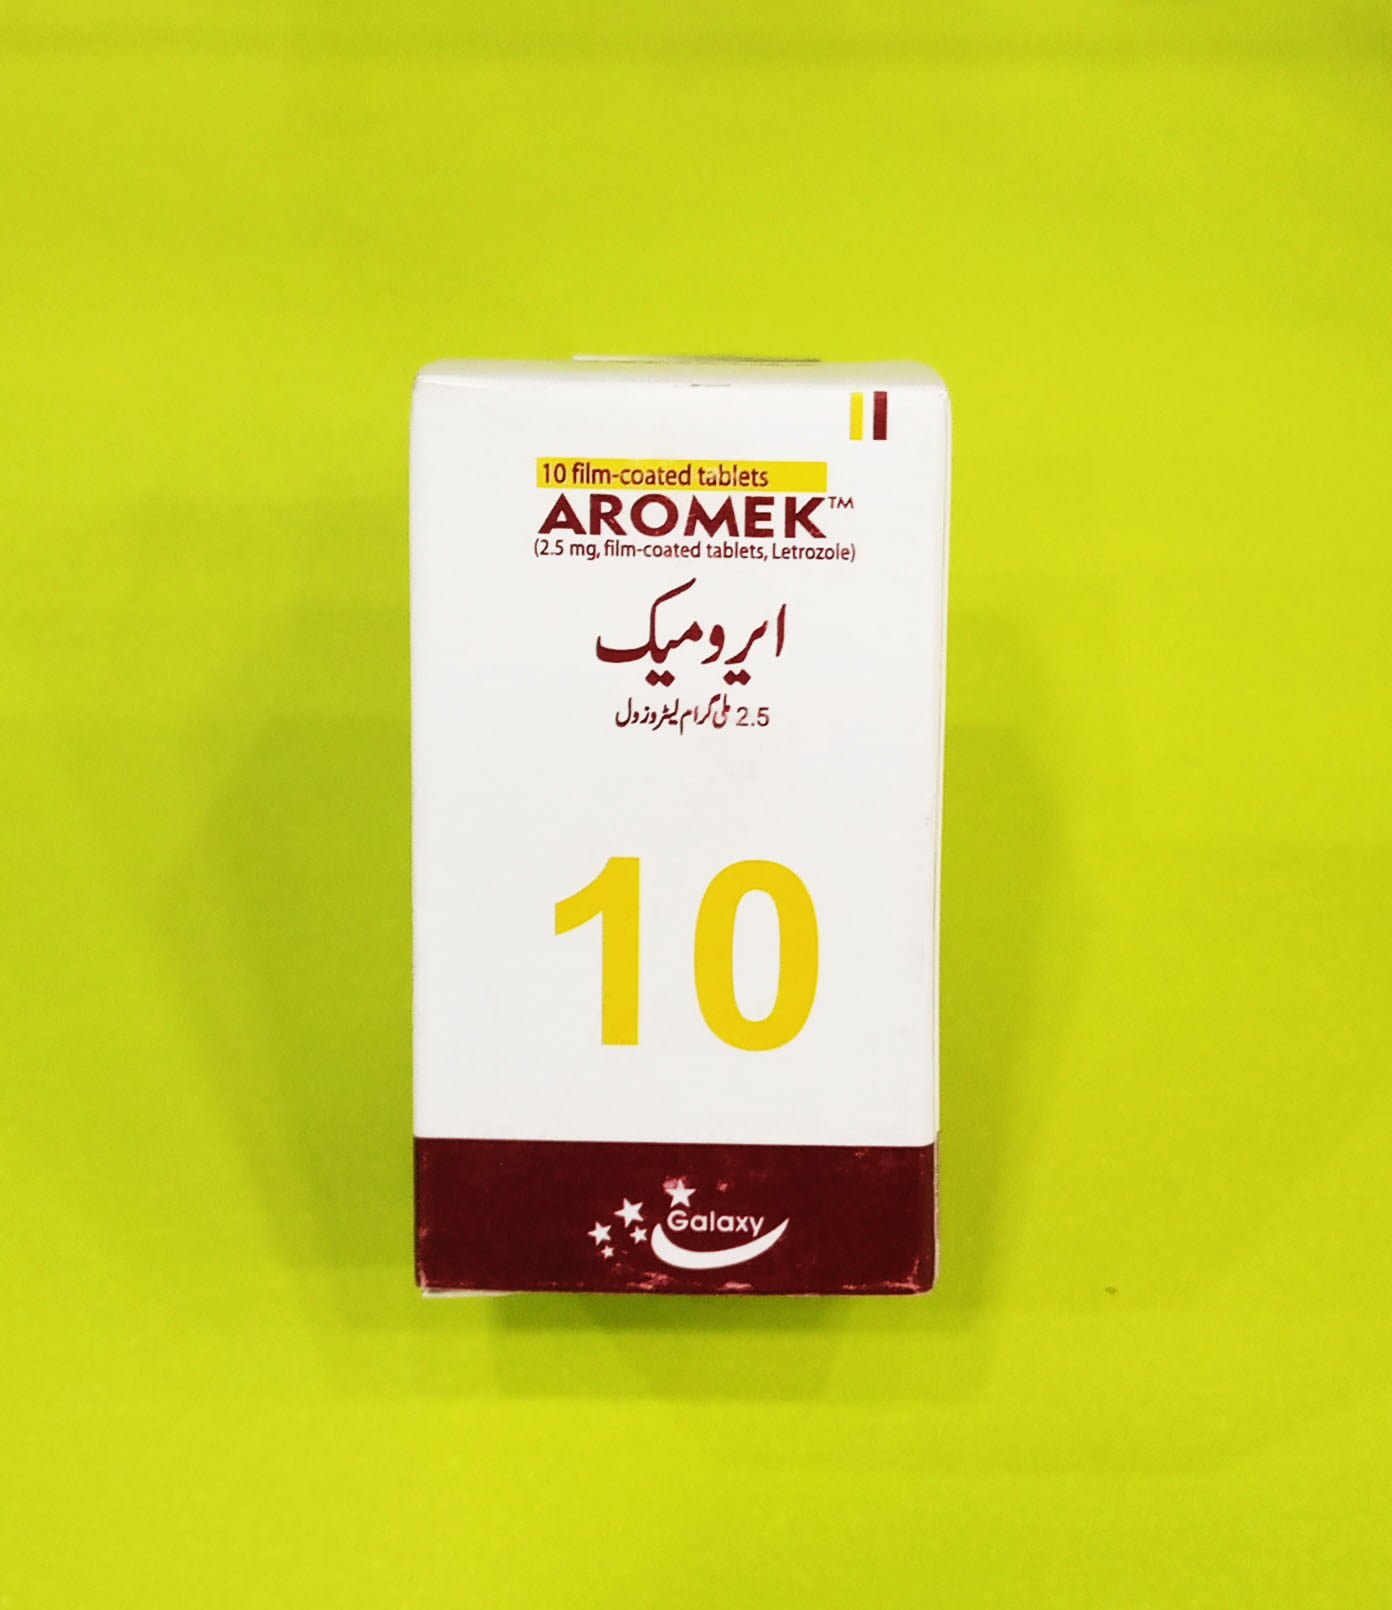 10 film-coated tablets
AROMEK™
(2.5 mg, film-coated tablets, Letrozole)
ایرومیک
2.5 ملی گرام لیٹروزول
10
Galaxy